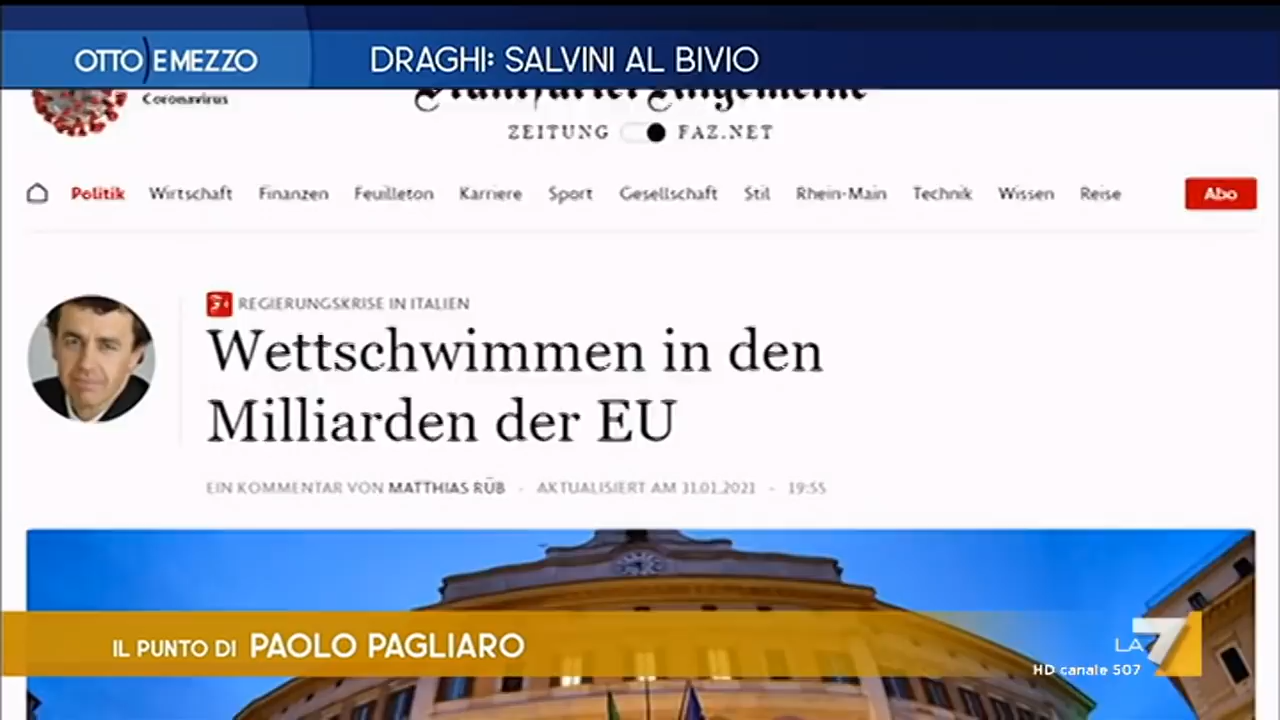 OTTO E MEZZO
DRAGHI: SALVINI AL BIVIO
Coronavirus
Frankfurter Allgemeine
ZEITUNG FAZ.NET
Politik Wirtschaft Finanzen Feuilleton Karriere Sport Gesellschaft Stil Rhein-Main Technik Wissen Reise Abo
F+ REGIERUNGSKRISE IN ITALIEN
Wettschwimmen in den
Milliarden der EU
EIN KOMMENTAR VON MATTHIAS RÜB - AKTUALISIERT AM 31.01.2021 - 19:55
IL PUNTO DI PAOLO PAGLIARO
LA7
HD canale 507